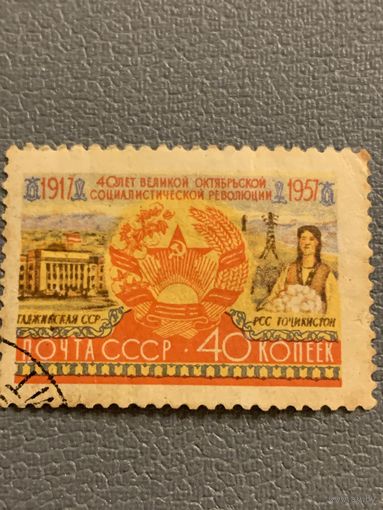 1917
40 ЛЕТ ВЕЛИКОЙ ОКТЯБРЬСКОЙ
СОЦИАЛИСТИЧЕСКОЙ РЕВОЛЮЦИИ
1957
ТАДЖИКСКАЯ ССР
РСС ТОҶИКИСТОН
ПОЧТА СССР · 40 КОПЕЕК